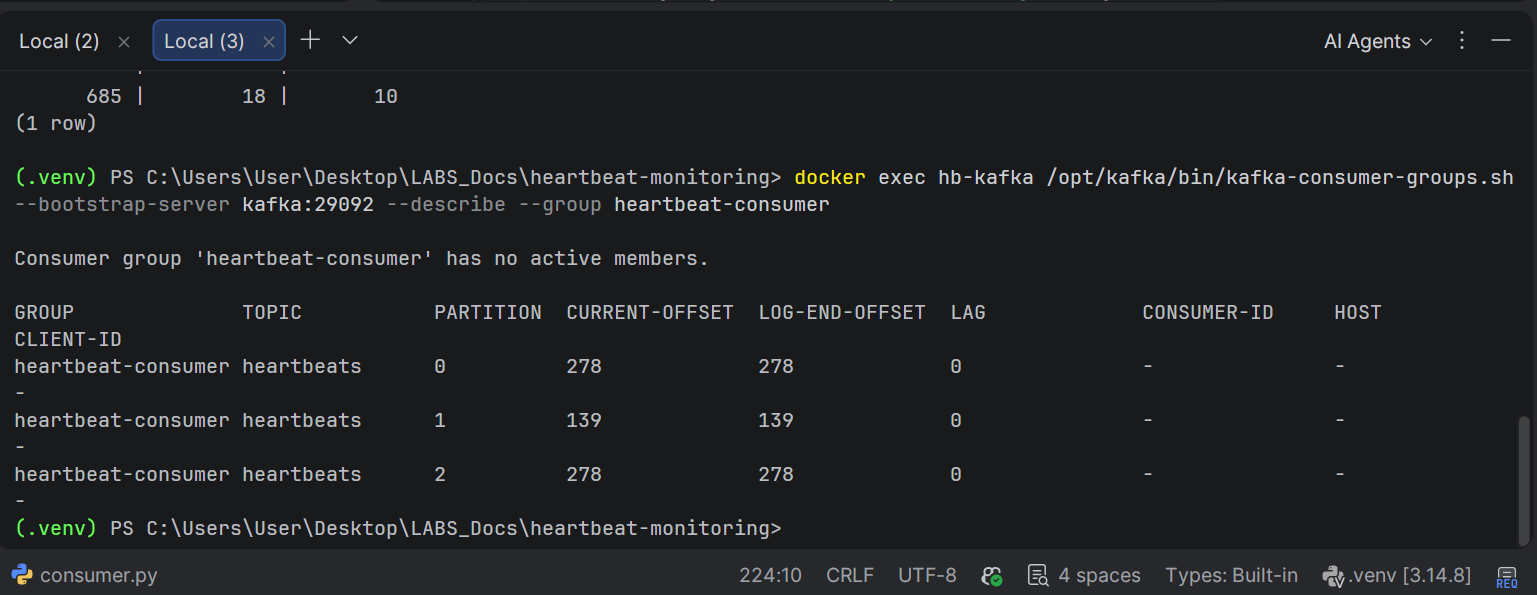 Local (2) × Local (3) × + AI Agents
685 | 18 | 10
(1 row)
(.venv) PS C:\Users\User\Desktop\LABS_Docs\heartbeat-monitoring> docker exec hb-kafka /opt/kafka/bin/kafka-consumer-groups.sh
--bootstrap-server kafka:29092 --describe --group heartbeat-consumer
Consumer group 'heartbeat-consumer' has no active members.
GROUP TOPIC PARTITION CURRENT-OFFSET LOG-END-OFFSET LAG CONSUMER-ID HOST
CLIENT-ID
heartbeat-consumer heartbeats 0 278 278 0 - -
-
heartbeat-consumer heartbeats 1 139 139 0 - -
-
heartbeat-consumer heartbeats 2 278 278 0 - -
-
(.venv) PS C:\Users\User\Desktop\LABS_Docs\heartbeat-monitoring>
consumer.py 224:10 CRLF UTF-8 4 spaces Types: Built-in .venv [3.14.8] REQ